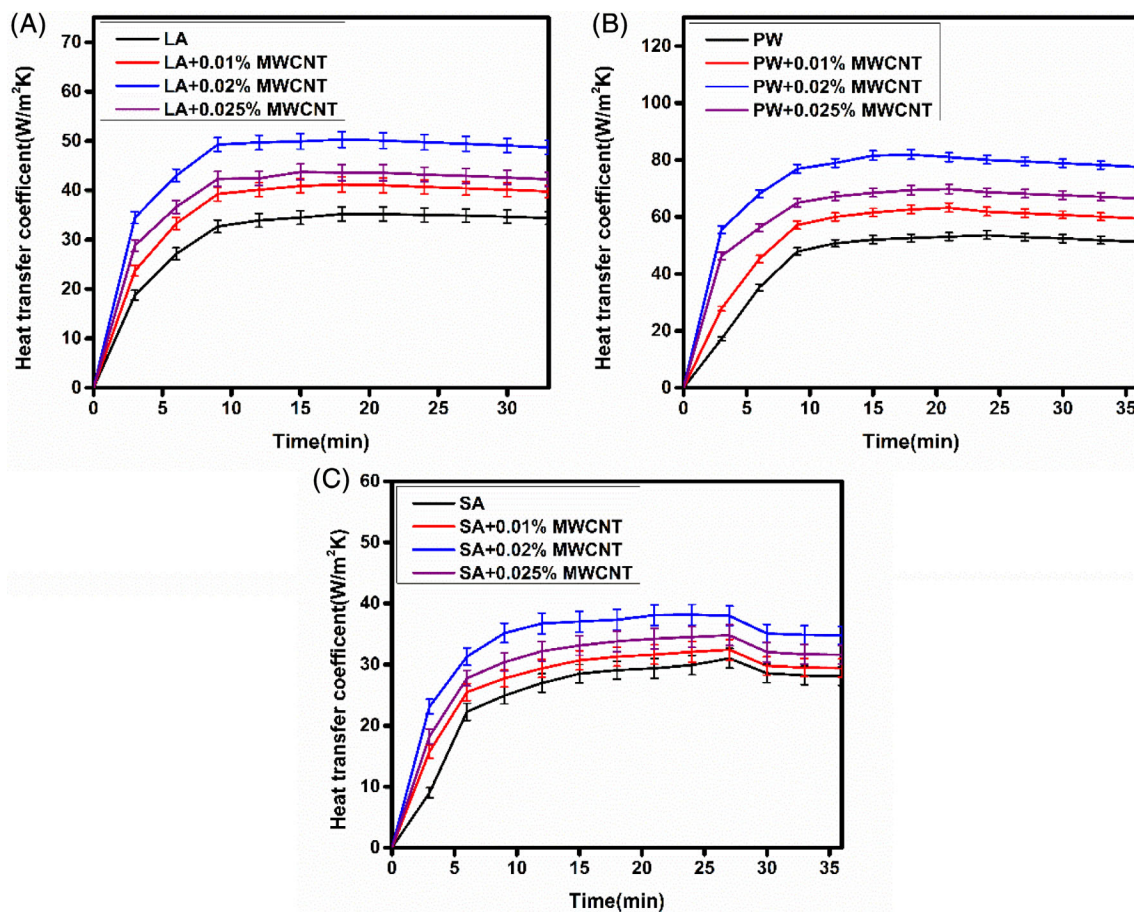 (A)
Heat transfer coefficient(W/m²K)
70
60
50
40
30
20
10
0
LA
LA+0.01% MWCNT
LA+0.02% MWCNT
LA+0.025% MWCNT
0 5 10 15 20 25 30
Time(min)
(B)
Heat transfer coefficent(W/m²K)
120
100
80
60
40
20
0
PW
PW+0.01% MWCNT
PW+0.02% MWCNT
PW+0.025% MWCNT
0 5 10 15 20 25 30 35
Time(min)
(C)
Heat transfer coefficent(W/m²K)
60
50
40
30
20
10
0
SA
SA+0.01% MWCNT
SA+0.02% MWCNT
SA+0.025% MWCNT
0 5 10 15 20 25 30 35
Time(min)